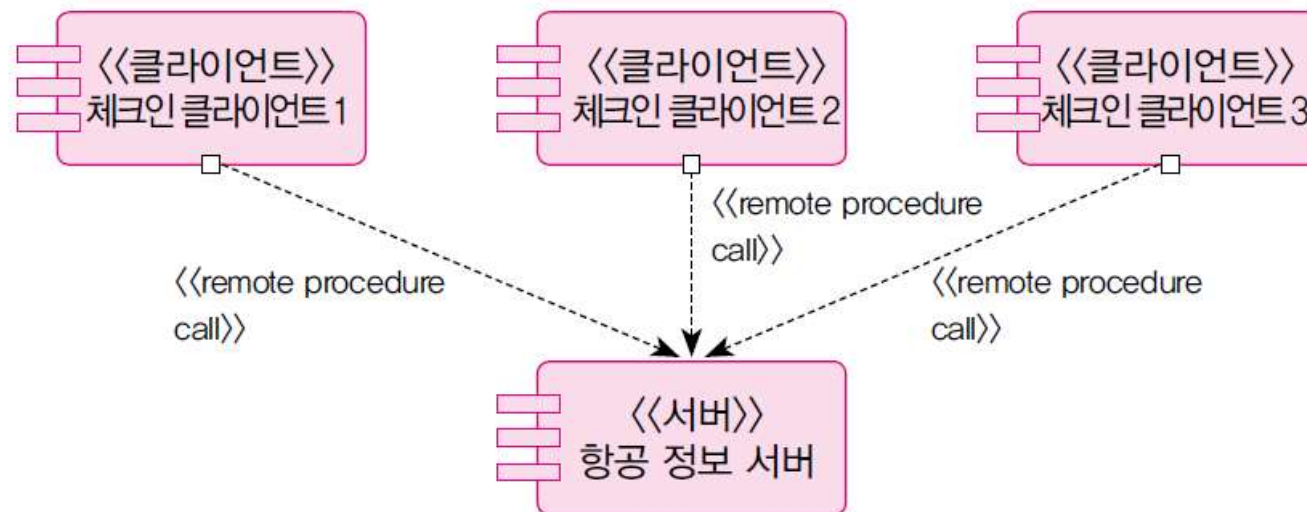 〈〈클라이언트〉〉
체크인 클라이언트1
〈〈클라이언트〉〉
체크인 클라이언트2
〈〈클라이언트〉〉
체크인 클라이언트3
〈〈remote procedure
call〉〉
〈〈remote procedure
call〉〉
〈〈remote procedure
call〉〉
〈〈서버〉〉
항공 정보 서버